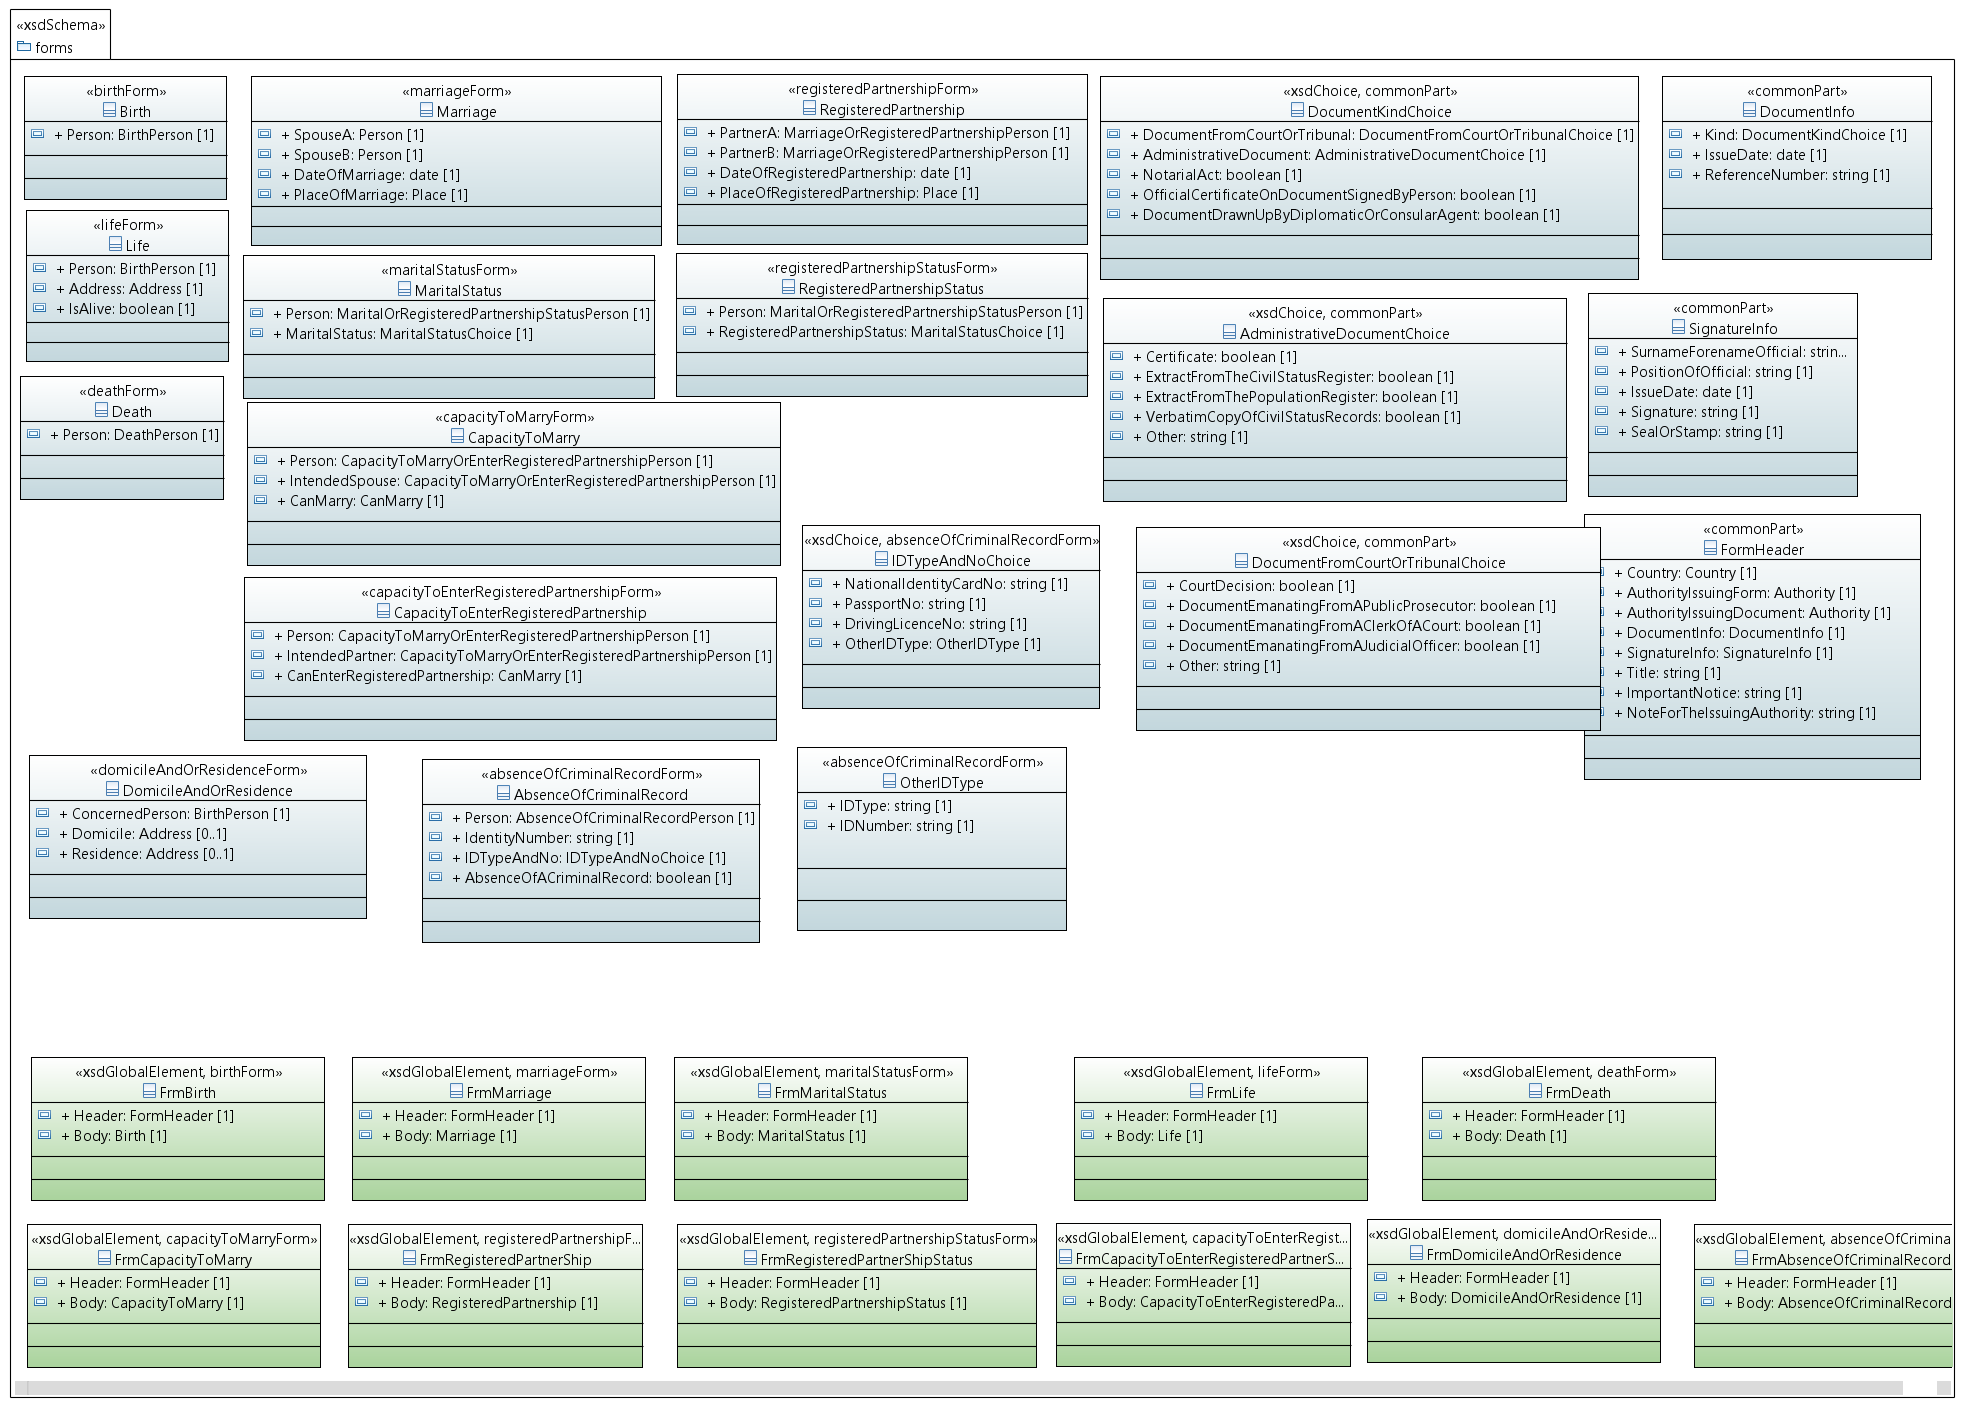 «xsdSchema»
forms
«birthForm»
Birth
+ Person: BirthPerson [1]
«marriageForm»
Marriage
+ SpouseA: Person [1]
+ SpouseB: Person [1]
+ DateOfMarriage: date [1]
+ PlaceOfMarriage: Place [1]
«registeredPartnershipForm»
RegisteredPartnership
+ PartnerA: MarriageOrRegisteredPartnershipPerson [1]
+ PartnerB: MarriageOrRegisteredPartnershipPerson [1]
+ DateOfRegisteredPartnership: date [1]
+ PlaceOfRegisteredPartnership: Place [1]
«xsdChoice, commonPart»
DocumentKindChoice
+ DocumentFromCourtOrTribunal: DocumentFromCourtOrTribunalChoice [1]
+ AdministrativeDocument: AdministrativeDocumentChoice [1]
+ NotarialAct: boolean [1]
+ OfficialCertificateOnDocumentSignedByPerson: boolean [1]
+ DocumentDrawnUpByDiplomaticOrConsularAgent: boolean [1]
«commonPart»
DocumentInfo
+ Kind: DocumentKindChoice [1]
+ IssueDate: date [1]
+ ReferenceNumber: string [1]
«lifeForm»
Life
+ Person: BirthPerson [1]
+ Address: Address [1]
+ IsAlive: boolean [1]
«maritalStatusForm»
MaritalStatus
+ Person: MaritalOrRegisteredPartnershipStatusPerson [1]
+ MaritalStatus: MaritalStatusChoice [1]
«registeredPartnershipStatusForm»
RegisteredPartnershipStatus
+ Person: MaritalOrRegisteredPartnershipStatusPerson [1]
+ RegisteredPartnershipStatus: MaritalStatusChoice [1]
«xsdChoice, commonPart»
AdministrativeDocumentChoice
+ Certificate: boolean [1]
+ ExtractFromTheCivilStatusRegister: boolean [1]
+ ExtractFromThePopulationRegister: boolean [1]
+ VerbatimCopyOfCivilStatusRecords: boolean [1]
+ Other: string [1]
«commonPart»
SignatureInfo
+ SurnameForenameOfficial: strin...
+ PositionOfOfficial: string [1]
+ IssueDate: date [1]
+ Signature: string [1]
+ SealOrStamp: string [1]
«deathForm»
Death
+ Person: DeathPerson [1]
«capacityToMarryForm»
CapacityToMarry
+ Person: CapacityToMarryOrEnterRegisteredPartnershipPerson [1]
+ IntendedSpouse: CapacityToMarryOrEnterRegisteredPartnershipPerson [1]
+ CanMarry: CanMarry [1]
«xsdChoice, absenceOfCriminalRecordForm»
IDTypeAndNoChoice
+ NationalIdentityCardNo: string [1]
+ PassportNo: string [1]
+ DrivingLicenceNo: string [1]
+ OtherIDType: OtherIDType [1]
«xsdChoice, commonPart»
DocumentFromCourtOrTribunalChoice
+ CourtDecision: boolean [1]
+ DocumentEmanatingFromAPublicProsecutor: boolean [1]
+ DocumentEmanatingFromAClerkOfACourt: boolean [1]
+ DocumentEmanatingFromAJudicialOfficer: boolean [1]
+ Other: string [1]
«commonPart»
FormHeader
+ Country: Country [1]
+ AuthorityIssuingForm: Authority [1]
+ AuthorityIssuingDocument: Authority [1]
+ DocumentInfo: DocumentInfo [1]
+ SignatureInfo: SignatureInfo [1]
+ Title: string [1]
+ ImportantNotice: string [1]
+ NoteForTheIssuingAuthority: string [1]
«capacityToEnterRegisteredPartnershipForm»
CapacityToEnterRegisteredPartnership
+ Person: CapacityToMarryOrEnterRegisteredPartnershipPerson [1]
+ IntendedPartner: CapacityToMarryOrEnterRegisteredPartnershipPerson [1]
+ CanEnterRegisteredPartnership: CanMarry [1]
«domicileAndOrResidenceForm»
DomicileAndOrResidence
+ ConcernedPerson: BirthPerson [1]
+ Domicile: Address [0..1]
+ Residence: Address [0..1]
«absenceOfCriminalRecordForm»
AbsenceOfCriminalRecord
+ Person: AbsenceOfCriminalRecordPerson [1]
+ IdentityNumber: string [1]
+ IDTypeAndNo: IDTypeAndNoChoice [1]
+ AbsenceOfACriminalRecord: boolean [1]
«absenceOfCriminalRecordForm»
OtherIDType
+ IDType: string [1]
+ IDNumber: string [1]
«xsdGlobalElement, birthForm»
FrmBirth
+ Header: FormHeader [1]
+ Body: Birth [1]
«xsdGlobalElement, marriageForm»
FrmMarriage
+ Header: FormHeader [1]
+ Body: Marriage [1]
«xsdGlobalElement, maritalStatusForm»
FrmMaritalStatus
+ Header: FormHeader [1]
+ Body: MaritalStatus [1]
«xsdGlobalElement, lifeForm»
FrmLife
+ Header: FormHeader [1]
+ Body: Life [1]
«xsdGlobalElement, deathForm»
FrmDeath
+ Header: FormHeader [1]
+ Body: Death [1]
«xsdGlobalElement, capacityToMarryForm»
FrmCapacityToMarry
+ Header: FormHeader [1]
+ Body: CapacityToMarry [1]
«xsdGlobalElement, registeredPartnershipF...
FrmRegisteredPartnerShip
+ Header: FormHeader [1]
+ Body: RegisteredPartnership [1]
«xsdGlobalElement, registeredPartnershipStatusForm»
FrmRegisteredPartnerShipStatus
+ Header: FormHeader [1]
+ Body: RegisteredPartnershipStatus [1]
«xsdGlobalElement, capacityToEnterRegist...
FrmCapacityToEnterRegisteredPartnerS...
+ Header: FormHeader [1]
+ Body: CapacityToEnterRegisteredPa...
«xsdGlobalElement, domicileAndOrReside...
FrmDomicileAndOrResidence
+ Header: FormHeader [1]
+ Body: DomicileAndOrResidence [1]
«xsdGlobalElement, absenceOfCrimina
FrmAbsenceOfCriminalRecord
+ Header: FormHeader [1]
+ Body: AbsenceOfCriminalRecord